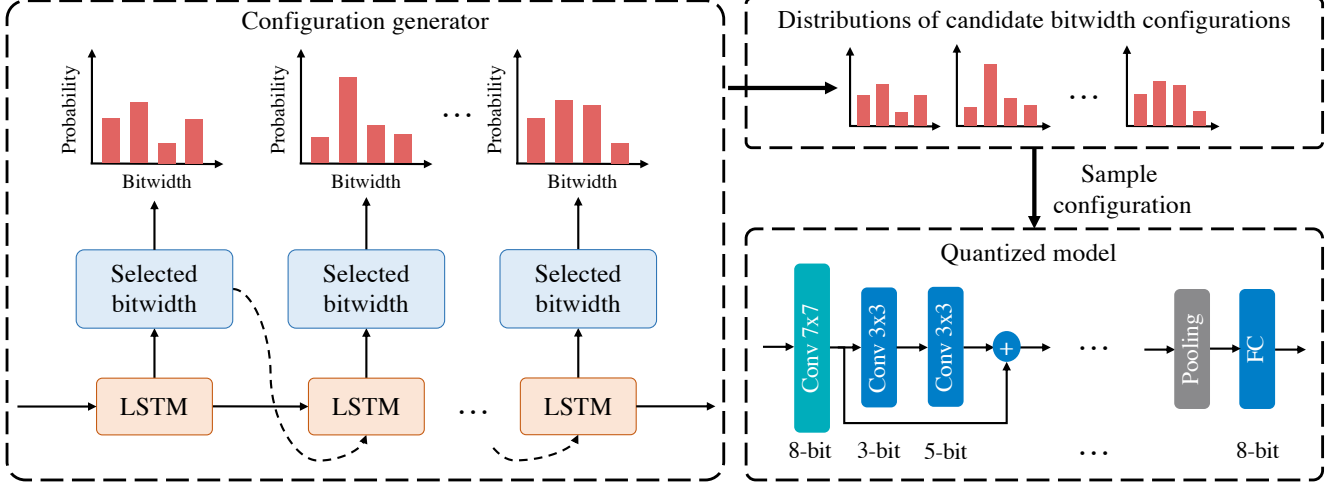 Configuration generator
Probability
Bitwidth
Probability
Bitwidth
...
Probability
Bitwidth
Selected
bitwidth
Selected
bitwidth
Selected
bitwidth
LSTM
LSTM
...
LSTM
Distributions of candidate bitwidth configurations
...
Sample
configuration
Quantized model
Conv 7x7
Conv 3x3
Conv 3x3
+
...
Pooling
FC
8-bit
3-bit
5-bit
...
8-bit